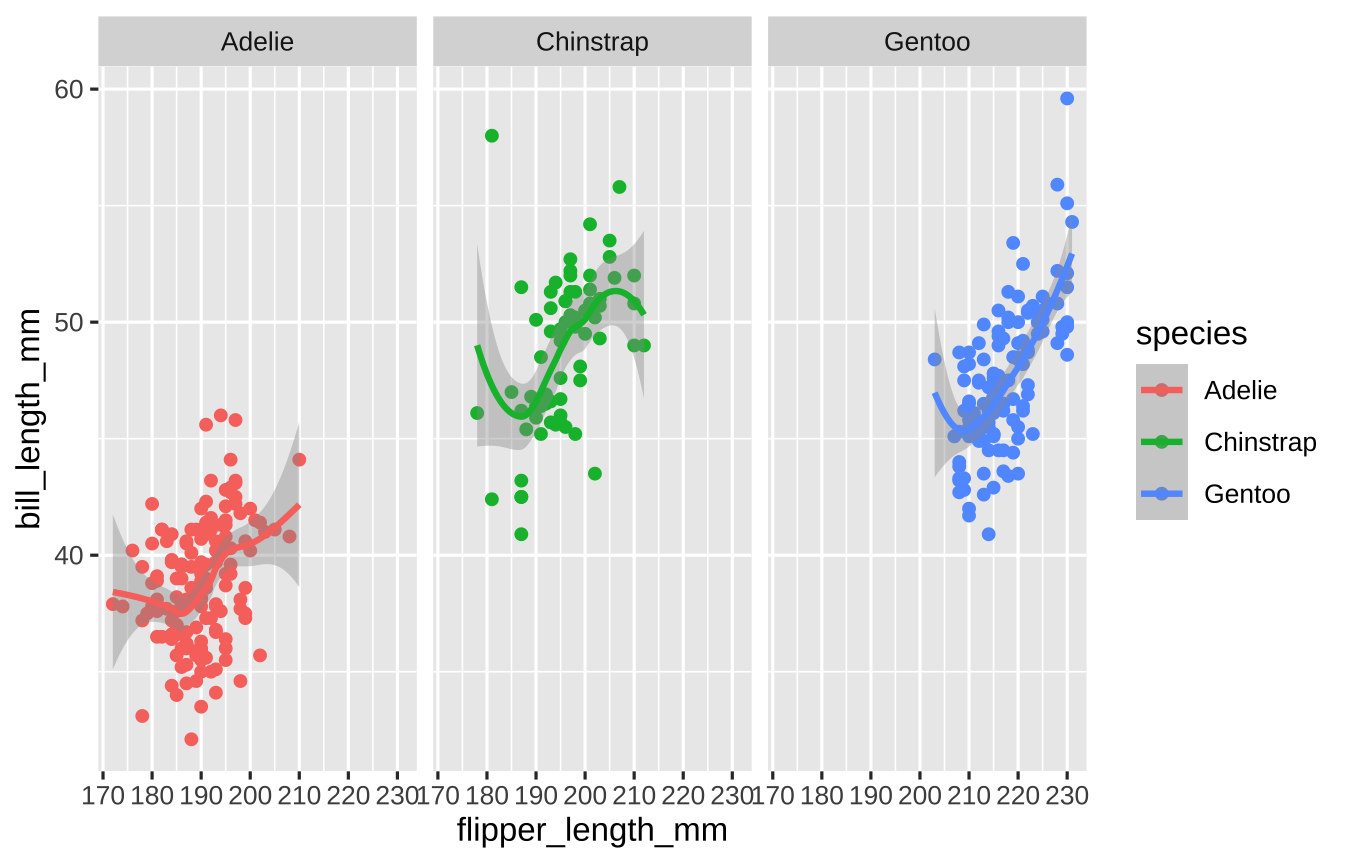 Adelie Chinstrap Gentoo
60
50
40
bill_length_mm
170 180 190 200 210 220 230 170 180 190 200 210 220 230 170 180 190 200 210 220 230
flipper_length_mm
species
Adelie
Chinstrap
Gentoo